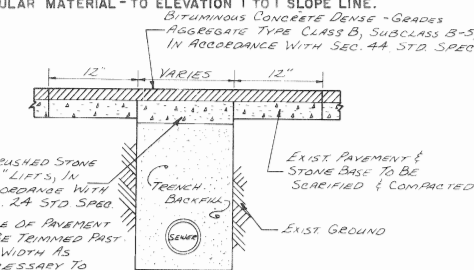 ULAR MATERIAL - TO ELEVATION 1 TO 1 SLOPE LINE.
BITUMINOUS CONCRETE DENSE - GRADES
AGGREGATE TYPE CLASS B, SUBCLASS B-5
IN ACCORDANCE WITH SEC. 44 STD. SPEC
12" VARIES 12"
RUSHED STONE
" LIFTS, IN
ORDANCE WITH
. 24 STD SPEC.
E OF PAVEMENT
E TRIMMED PAST
WIDTH AS
ESSARY TO
TRENCH
BACKFILL
SEWER
EXIST. PAVEMENT &
STONE BASE TO BE
SCARIFIED & COMPACTED
EXIST. GROUND